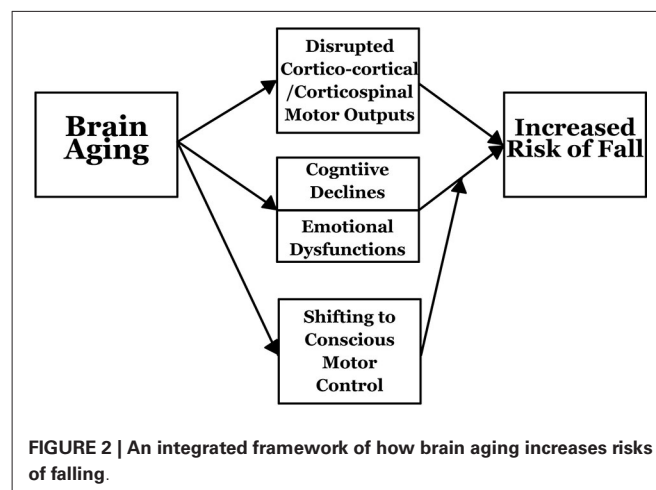 Disrupted
Cortico-cortical
/Corticospinal
Motor Outputs
Brain
Aging
Increased
Risk of Fall
Cogntiive
Declines
Emotional
Dysfunctions
Shifting to
Conscious
Motor
Control
FIGURE 2 | An integrated framework of how brain aging increases risks
of falling.